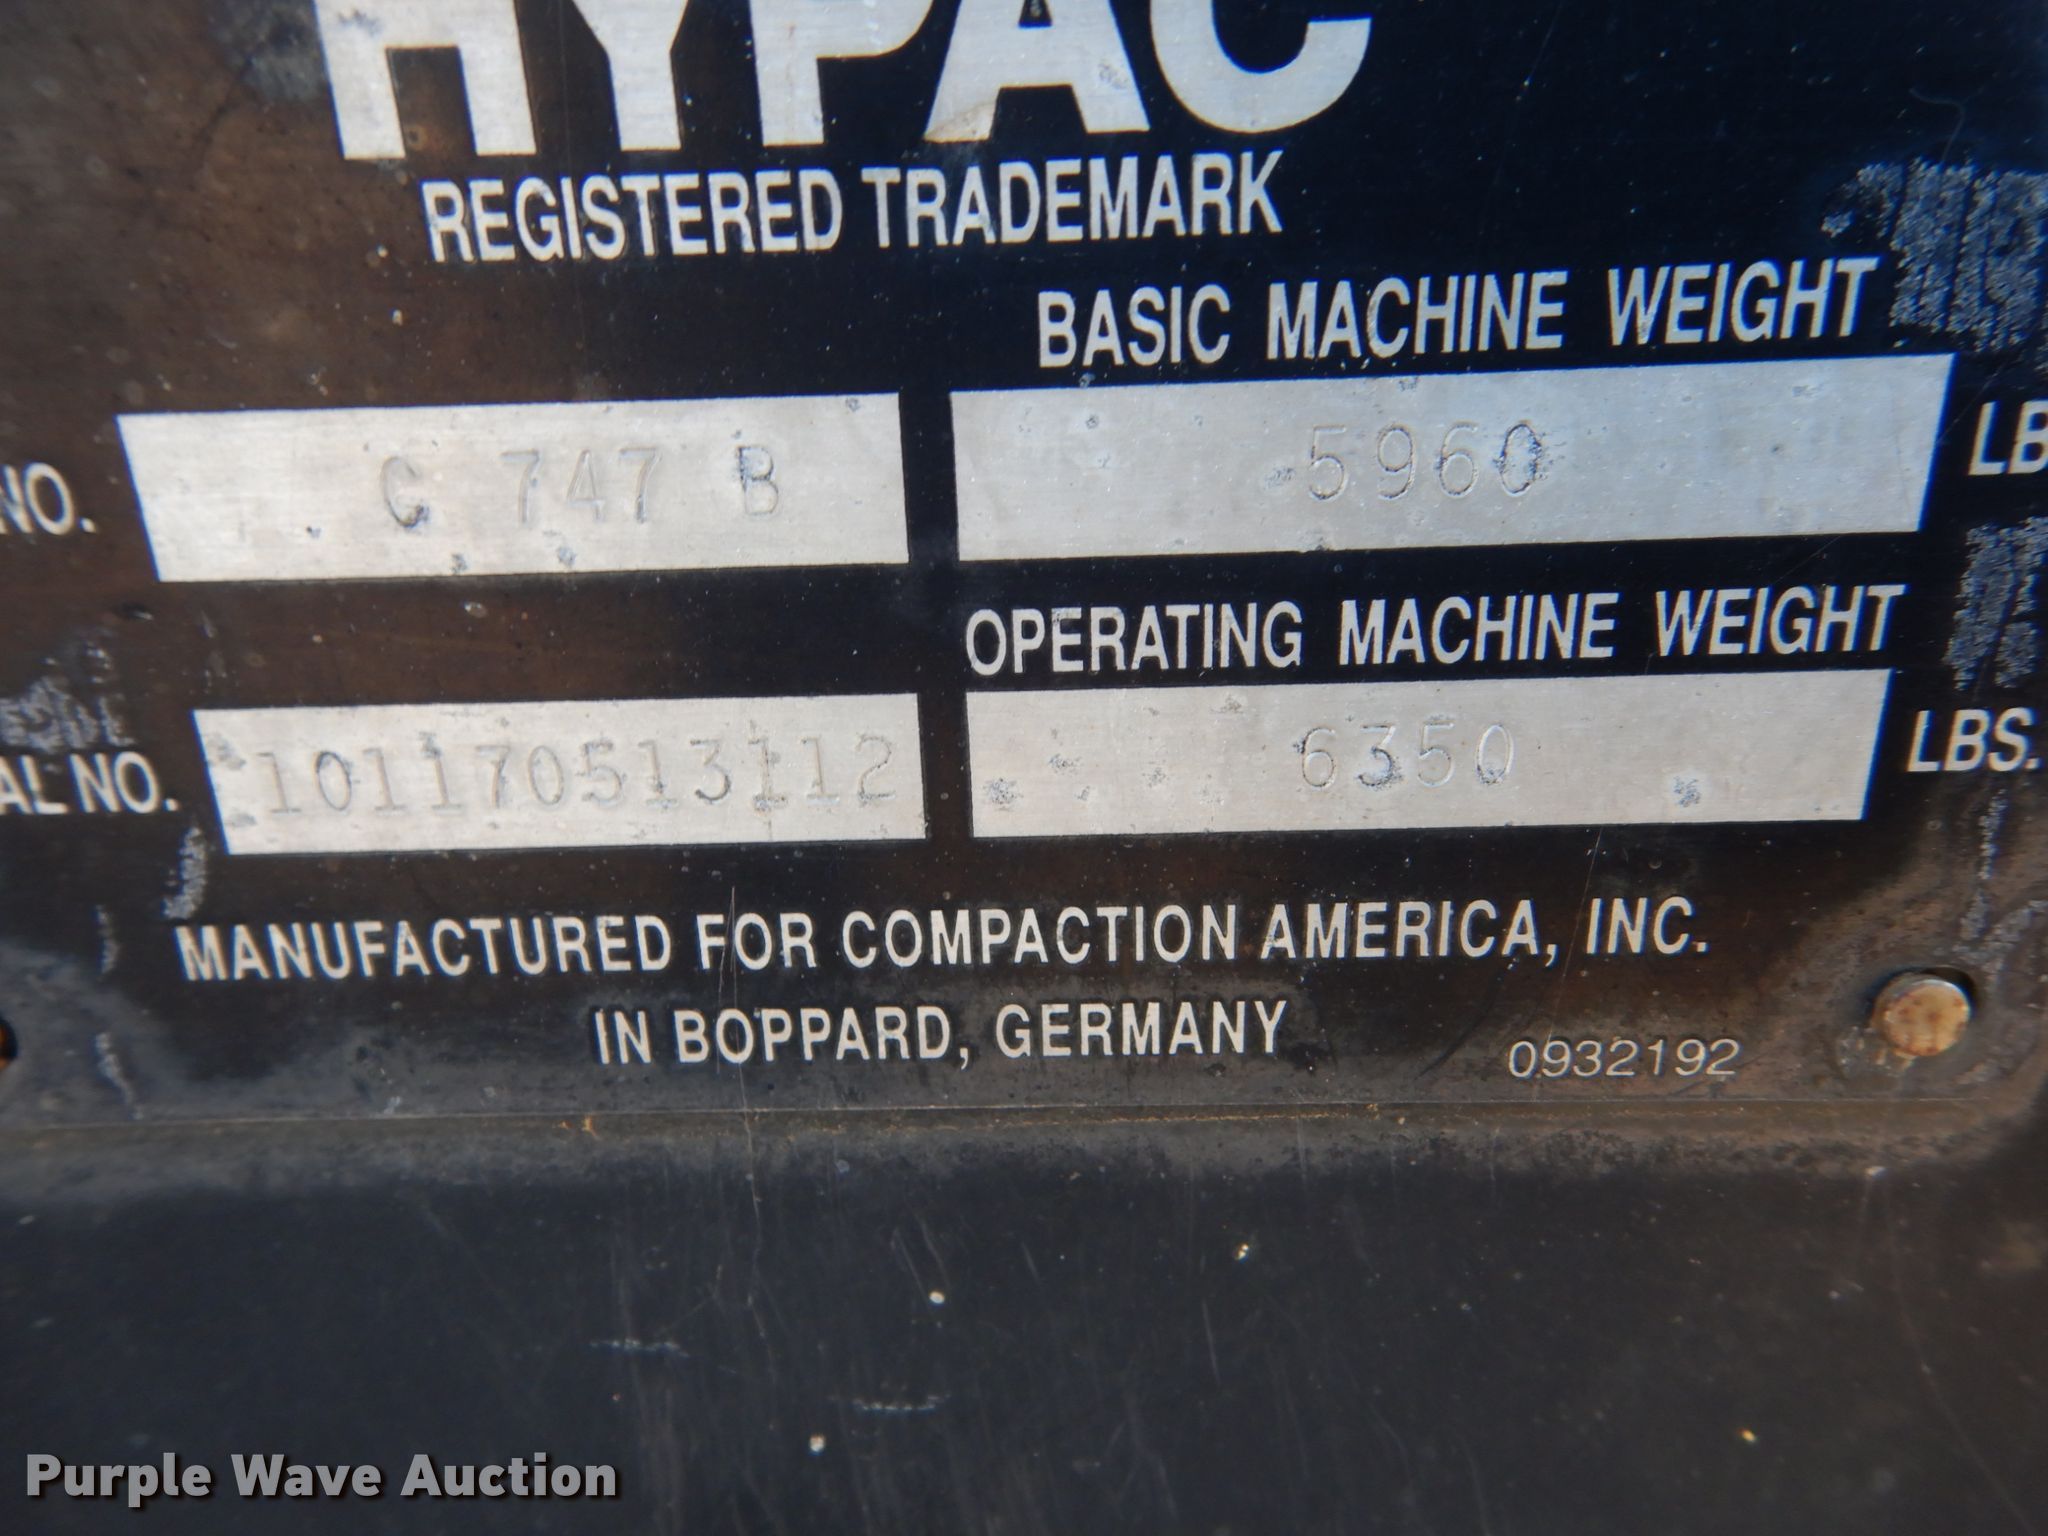 HYPAC
REGISTERED TRADEMARK
BASIC MACHINE WEIGHT
NO. C 747 B 5960 LB
OPERATING MACHINE WEIGHT
AL NO. 101170513112 6350 LBS.
MANUFACTURED FOR COMPACTION AMERICA, INC.
IN BOPPARD, GERMANY
0932192
Purple Wave Auction